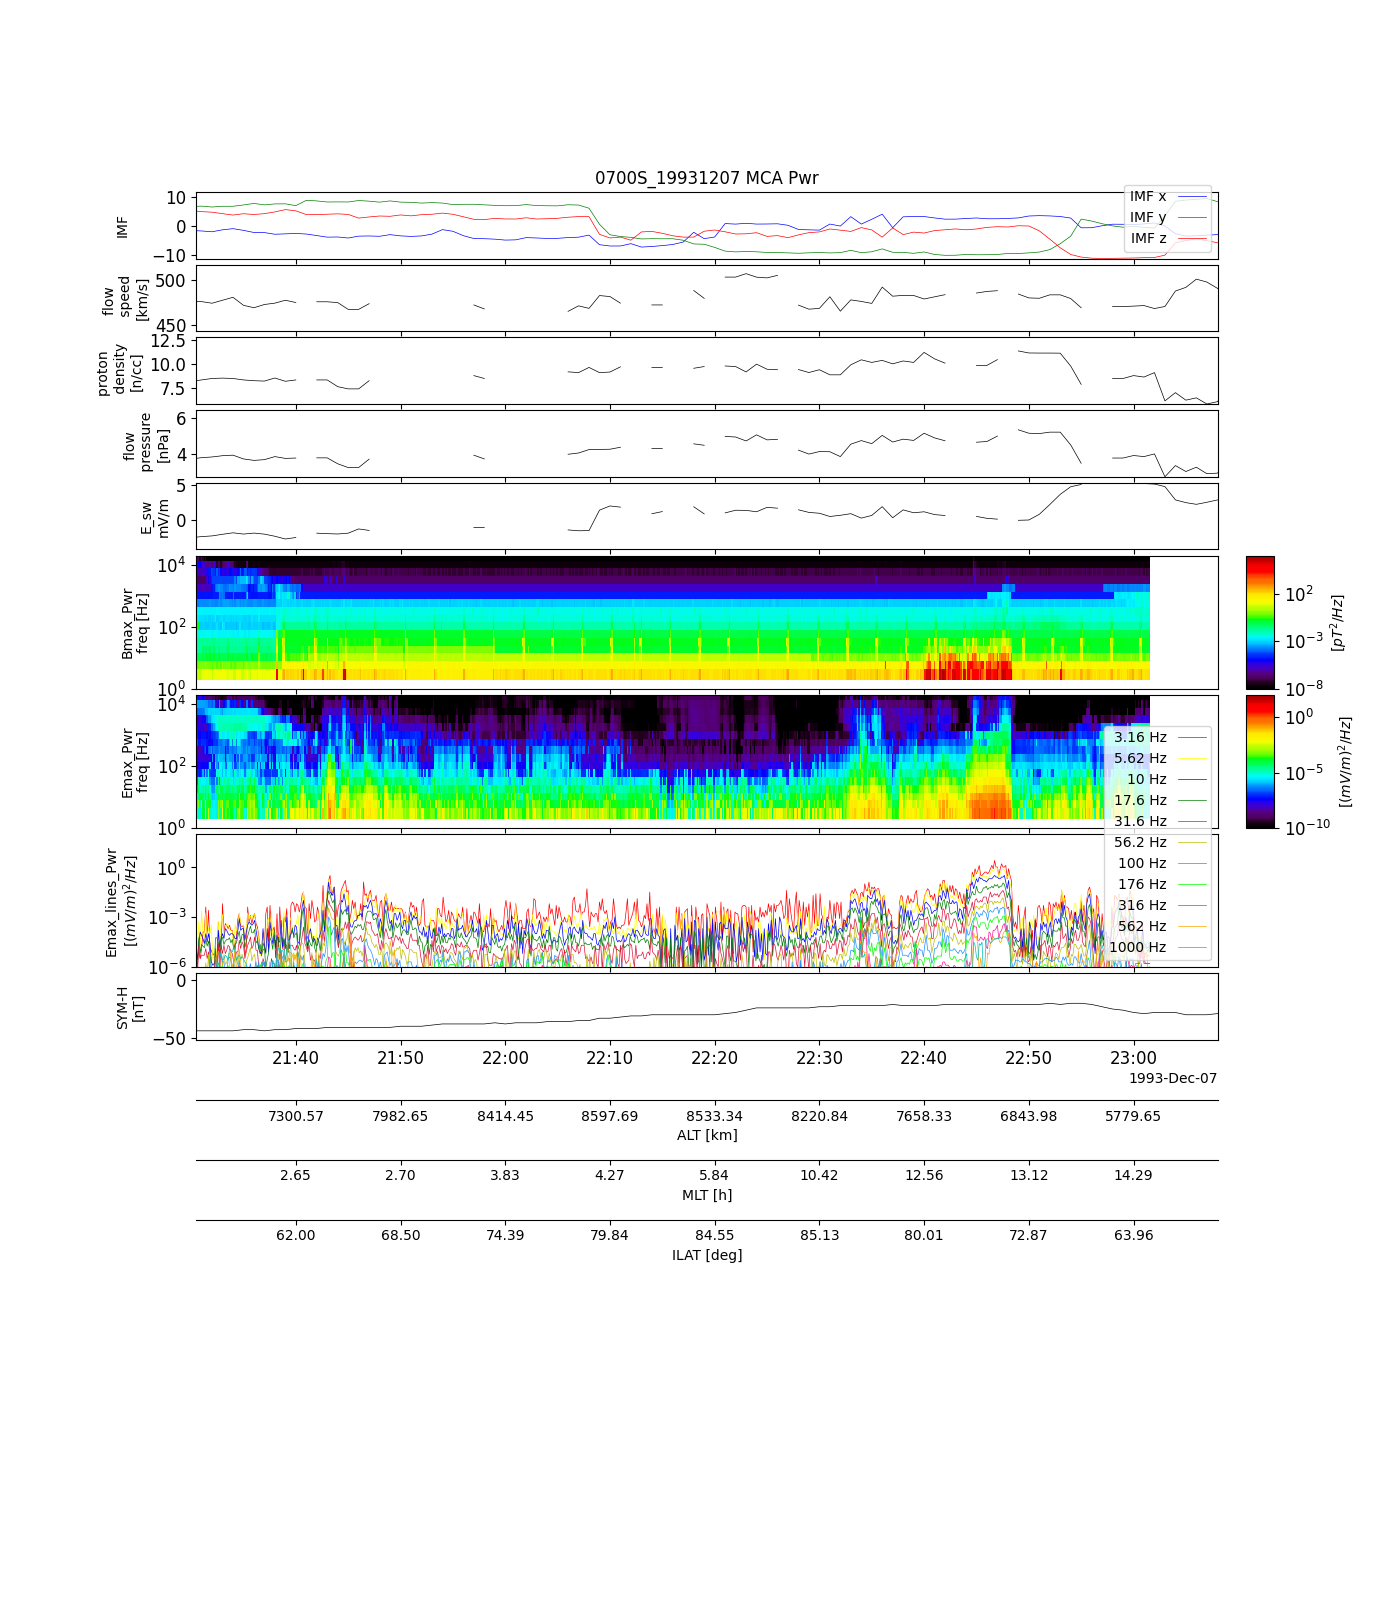 0700S_19931207 MCA Pwr
10
0
−10
IMF
IMF x
IMF y
IMF z
500
450
flow
speed
[km/s]
12.5
10.0
7.5
proton
density
[n/cc]
6
4
flow
pressure
[nPa]
5
0
E_sw
mV/m
10^4
10^2
10^0
Bmax_Pwr
freq [Hz]
10^2
10^−3
10^−8
[pT^2/Hz]
10^4
10^2
10^0
Emax_Pwr
freq [Hz]
10^0
10^−5
10^−10
[(mV/m)^2/Hz]
3.16 Hz
5.62 Hz
10 Hz
17.6 Hz
31.6 Hz
56.2 Hz
100 Hz
176 Hz
316 Hz
562 Hz
1000 Hz
10^0
10^−3
10^−6
Emax_lines_Pwr
[(mV/m)^2/Hz]
0
−50
SYM-H
[nT]
21:40 21:50 22:00 22:10 22:20 22:30 22:40 22:50 23:00
1993-Dec-07
7300.57 7982.65 8414.45 8597.69 8533.34 8220.84 7658.33 6843.98 5779.65
ALT [km]
2.65 2.70 3.83 4.27 5.84 10.42 12.56 13.12 14.29
MLT [h]
62.00 68.50 74.39 79.84 84.55 85.13 80.01 72.87 63.96
ILAT [deg]